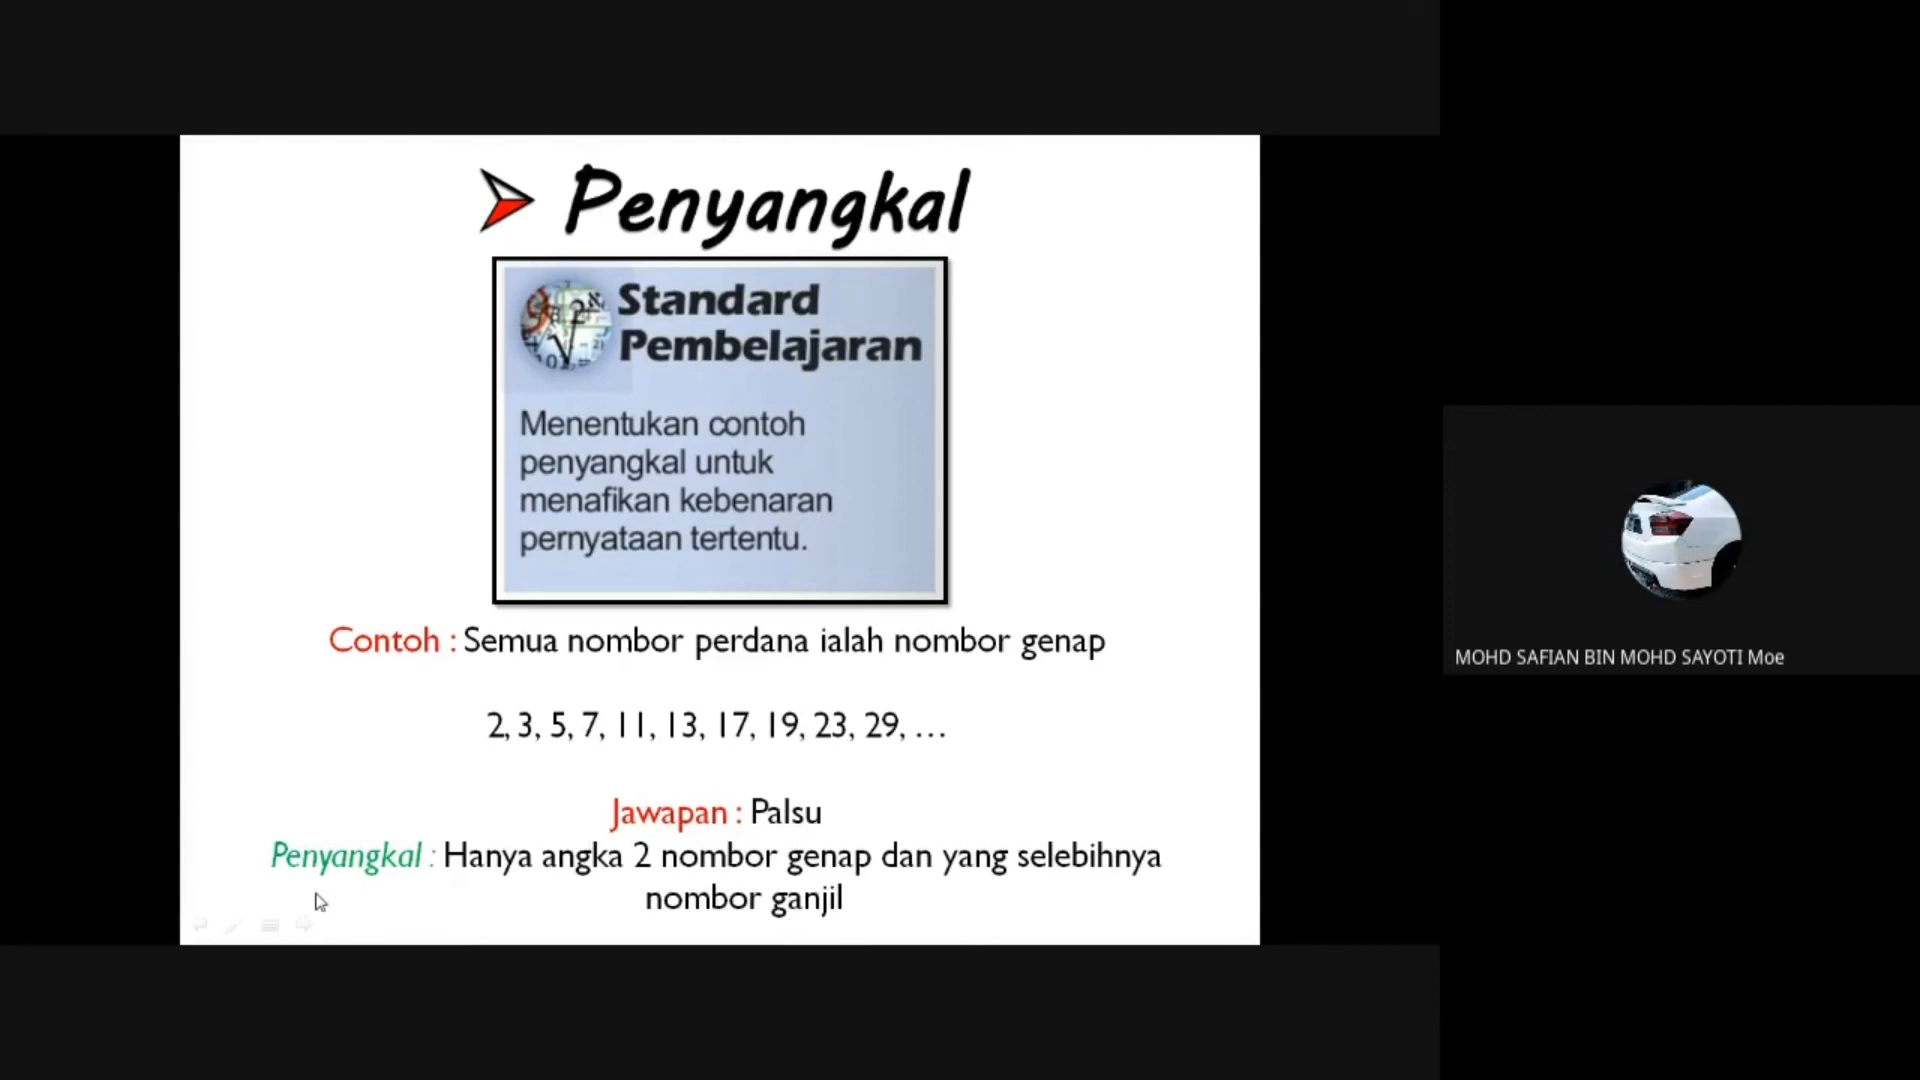 Penyangkal
Standard
Pembelajaran
Menentukan contoh
penyangkal untuk
menafikan kebenaran
pernyataan tertentu.
Contoh : Semua nombor perdana ialah nombor genap
2, 3, 5, 7, 11, 13, 17, 19, 23, 29, …
Jawapan : Palsu
Penyangkal : Hanya angka 2 nombor genap dan yang selebihnya
nombor ganjil
MOHD SAFIAN BIN MOHD SAYOTI Moe